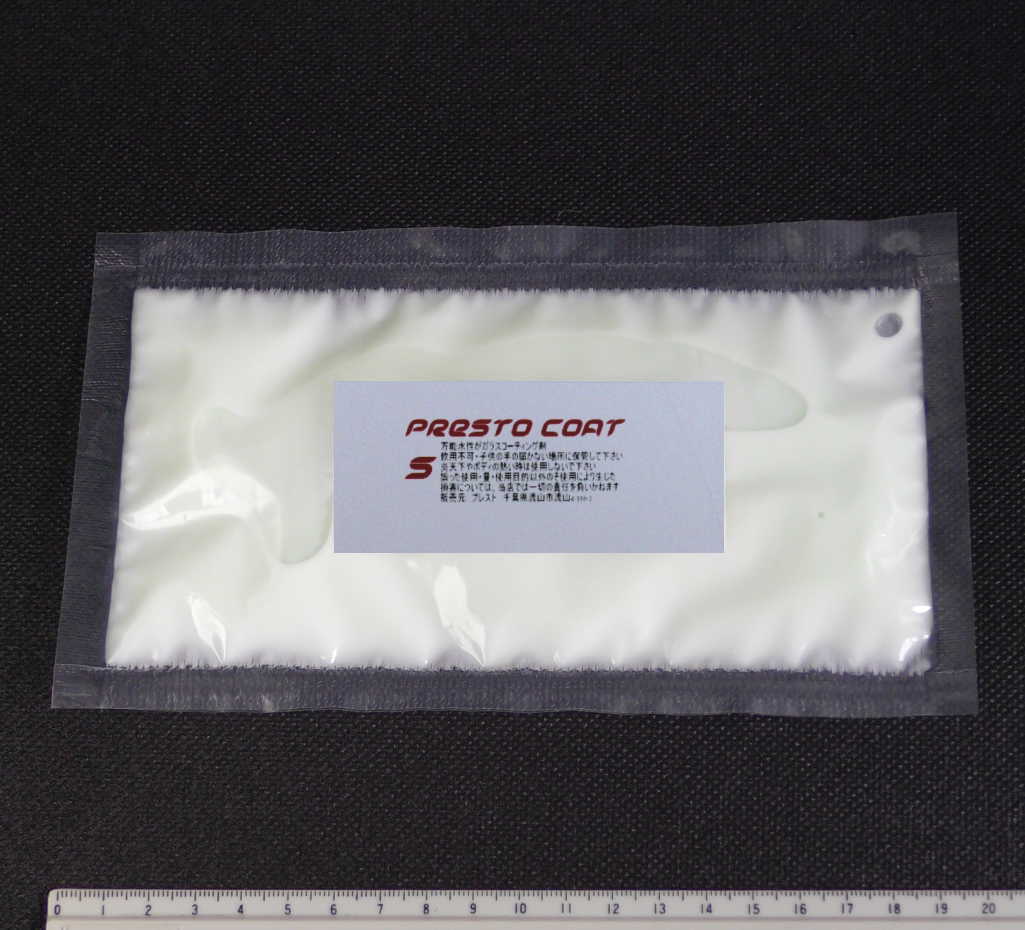 PRESTO COAT
S
万能水性ガラスコーティング剤
飲用不可・子供の手の届かない場所に保管して下さい
炎天下やボディの熱い時は使用しないで下さい
誤った使用・量・使用目的以外の使用により生じた
損害については、当店では一切の責任を負いかねます
販売元 プレスト 千葉県流山市流山
0 1 2 3 4 5 6 7 8 9 10 11 12 13 14 15 16 17 18 19 20